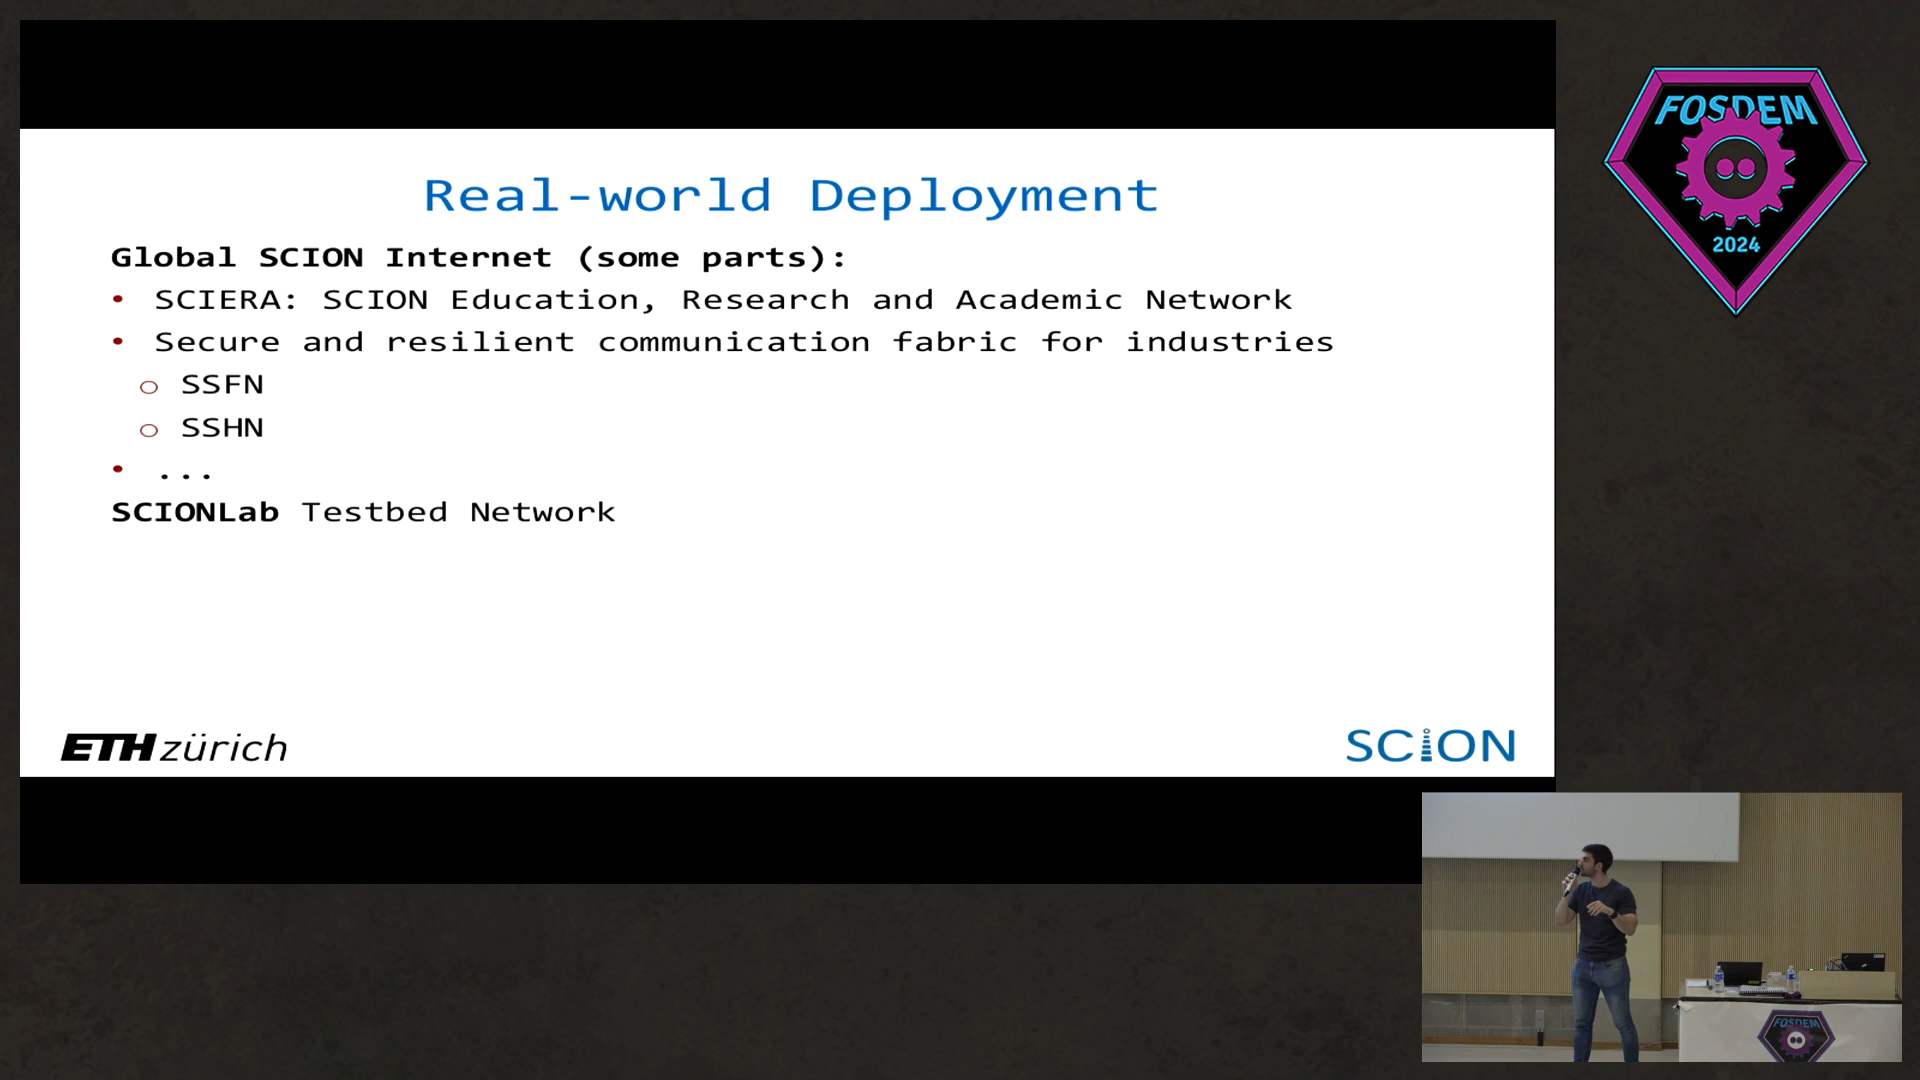 Real-world Deployment
Global SCION Internet (some parts):
• SCIERA: SCION Education, Research and Academic Network
• Secure and resilient communication fabric for industries
o SSFN
o SSHN
• ...
SCIONLab Testbed Network
ETH zürich
SCION
FOSDEM
2024
FOSDEM